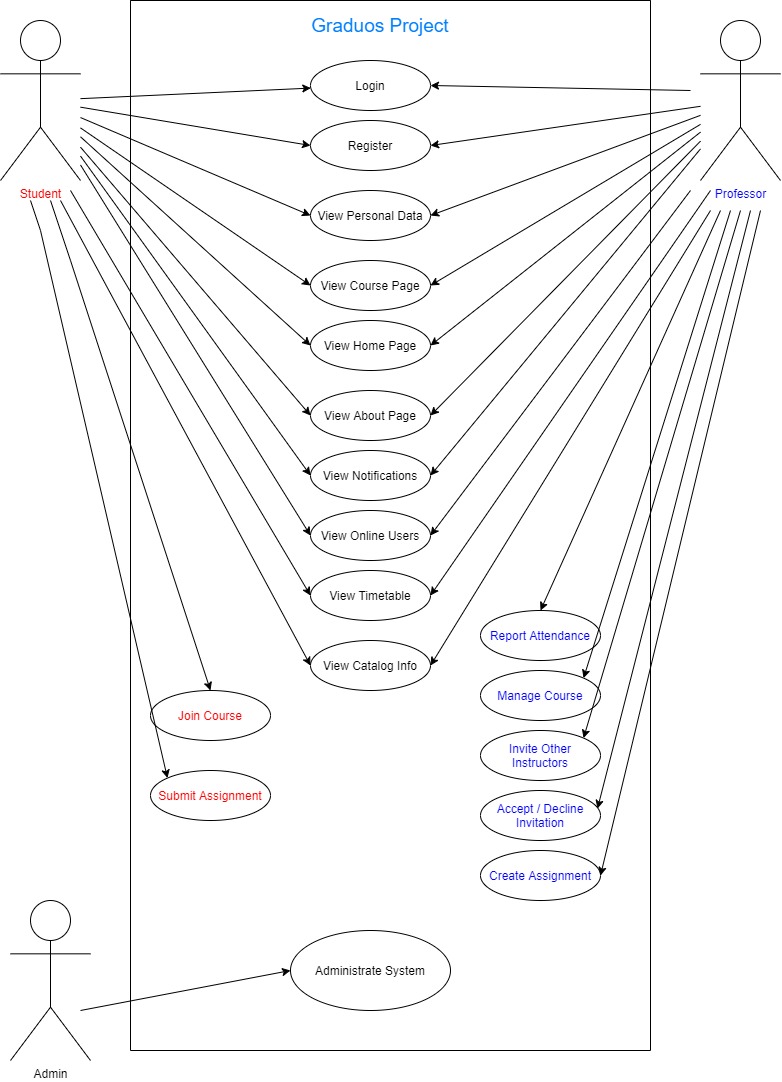 Graduos Project
Login
Register
Student
Professor
View Personal Data
View Course Page
View Home Page
View About Page
View Notifications
View Online Users
View Timetable
Report Attendance
View Catalog Info
Manage Course
Join Course
Invite Other
Instructors
Submit Assignment
Accept / Decline
Invitation
Create Assignment
Administrate System
Admin